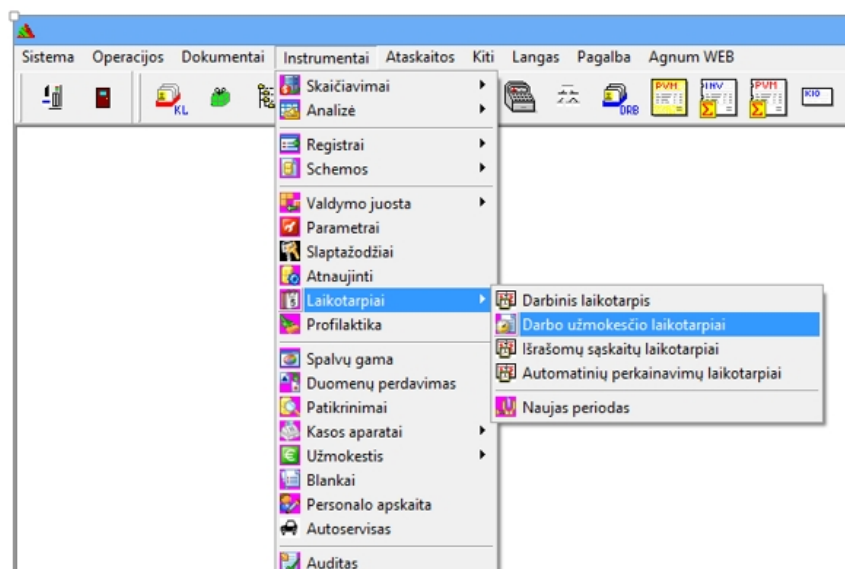 Sistema Operacijos Dokumentai Instrumentai Ataskaitos Kiti Langas Pagalba Agnum WEB
KL DRB PVM INV PVM KIO
Skaičiavimai
Analizė
Registrai
Schemos
Valdymo juosta
Parametrai
Slaptažodžiai
Atnaujinti
Laikotarpiai
Profilaktika
Spalvų gama
Duomenų perdavimas
Patikrinimai
Kasos aparatai
Užmokestis
Blankai
Personalo apskaita
Autoservisas
Auditas
Darbinis laikotarpis
Darbo užmokesčio laikotarpiai
Išrašomų sąskaitų laikotarpiai
Automatinių perkainavimų laikotarpiai
Naujas periodas